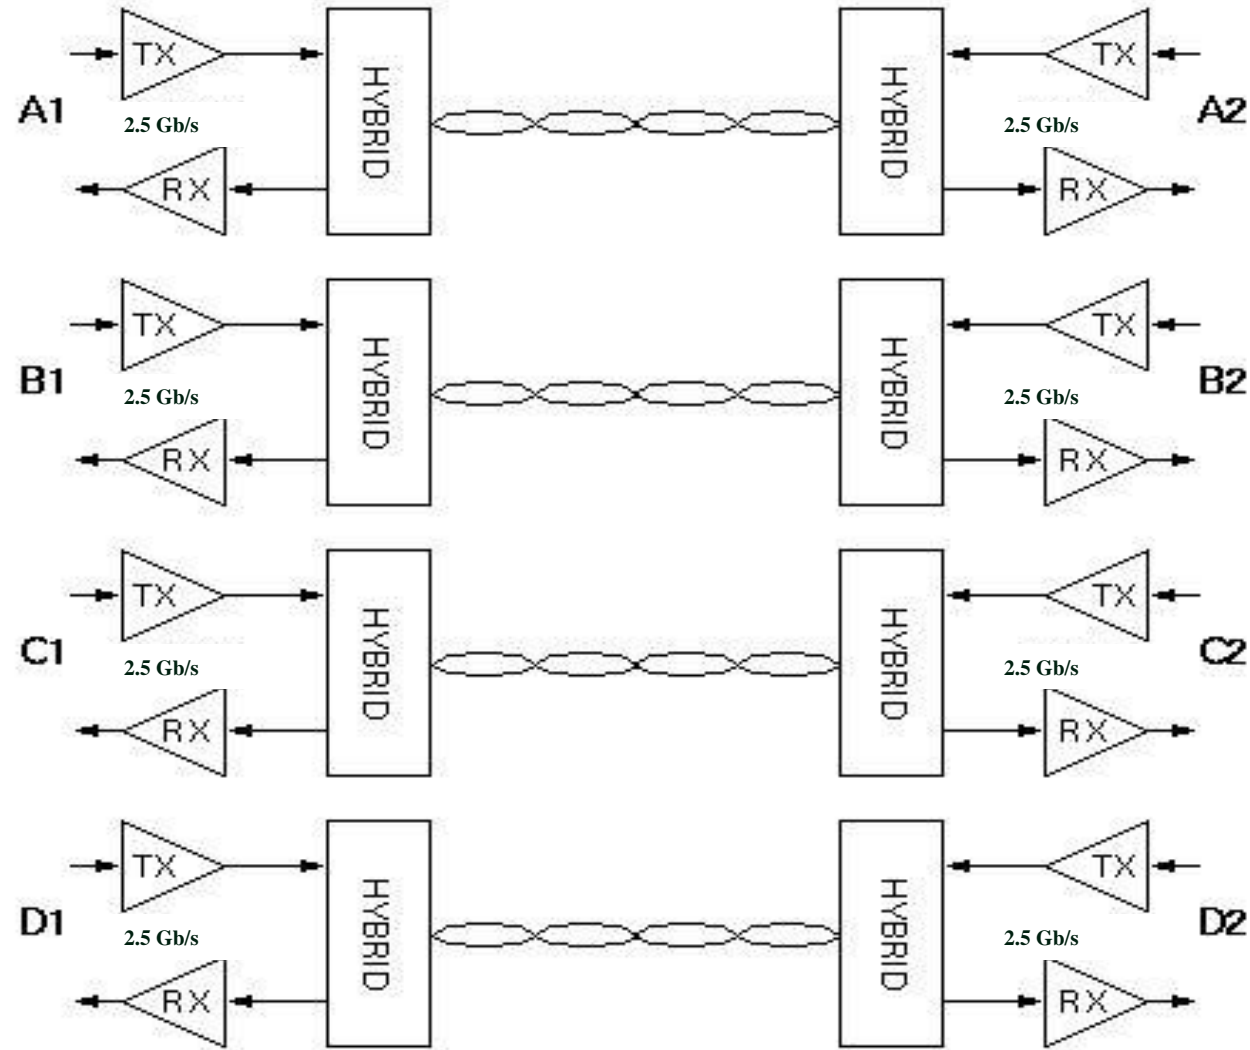 TX
HYBRID
HYBRID
TX
A1
2.5 Gb/s
2.5 Gb/s
A2
RX
RX
TX
HYBRID
HYBRID
TX
B1
2.5 Gb/s
2.5 Gb/s
B2
RX
RX
TX
HYBRID
HYBRID
TX
C1
2.5 Gb/s
2.5 Gb/s
C2
RX
RX
TX
HYBRID
HYBRID
TX
D1
2.5 Gb/s
2.5 Gb/s
D2
RX
RX